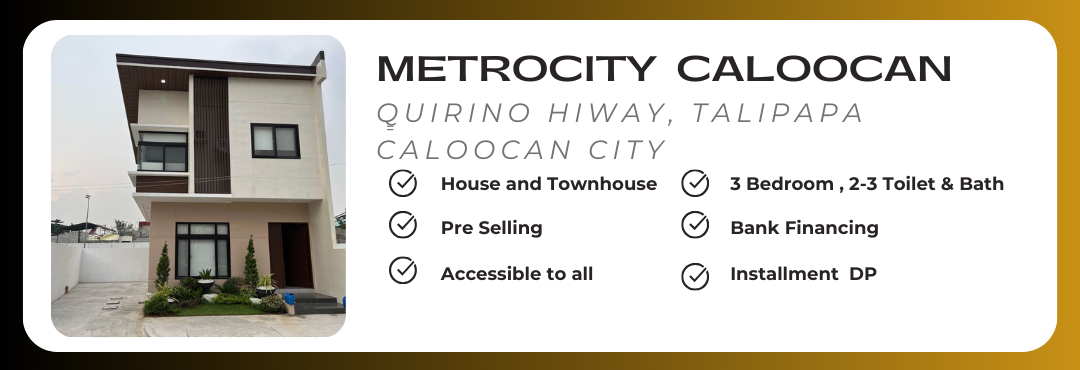 METROCITY CALOOCAN
QUIRINO HIWAY, TALIPAPA
CALOOCAN CITY
House and Townhouse
3 Bedroom , 2-3 Toilet & Bath
Pre Selling
Bank Financing
Accessible to all
Installment DP